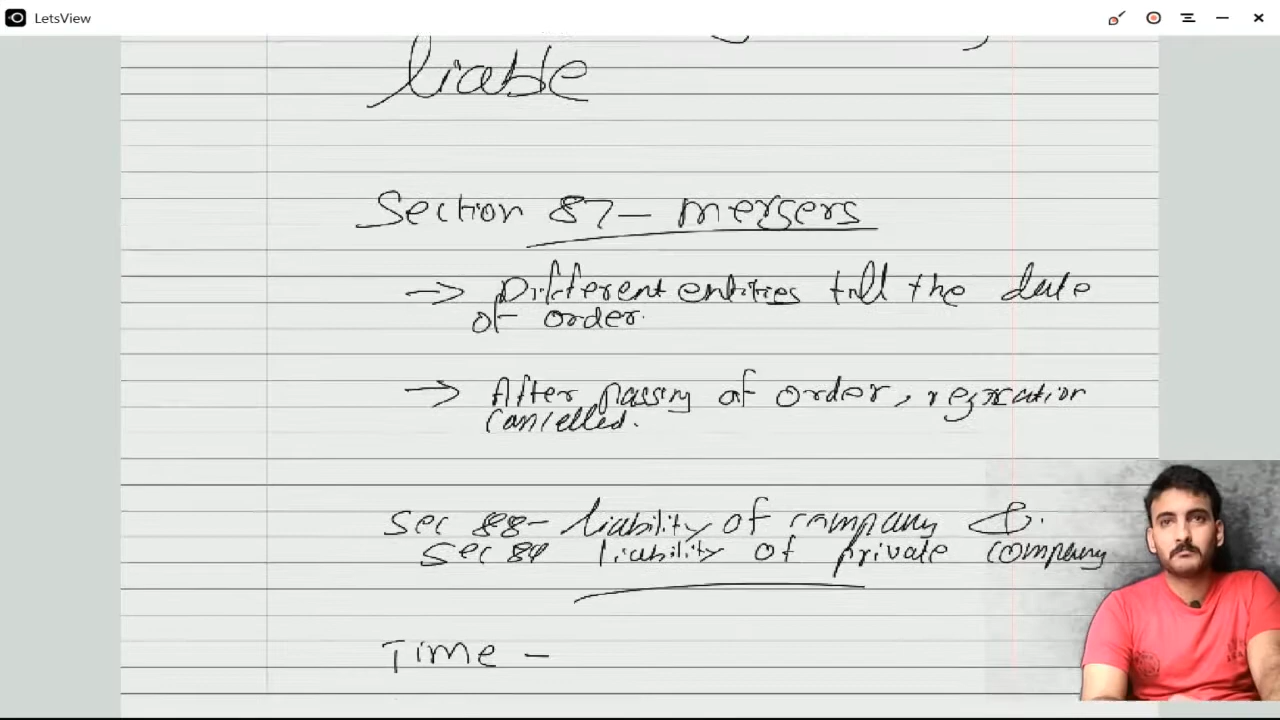 LetsView
liable
Section 87- mergers
→ Different entities till the date
of order.
→ After passing of order,
cancelled.
Sec 88- liability of company &.
Sec 89 liability of private company
Time -